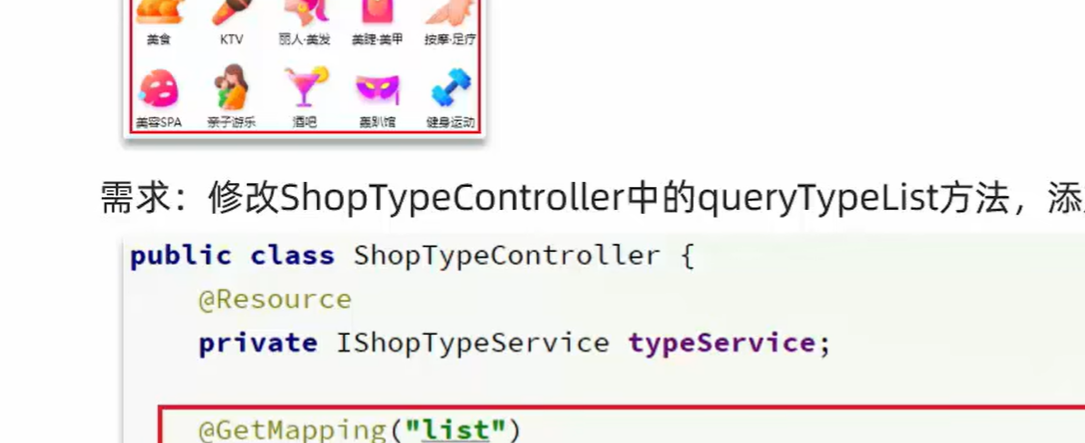 美食 KTV 丽人·美发 美睫·美甲 按摩·足疗
美容SPA 亲子游乐 酒吧 轰趴馆 健身运动
需求：修改ShopTypeController中的queryTypeList方法，添
public class ShopTypeController {
@Resource
private IShopTypeService typeService;
@GetMapping("list")